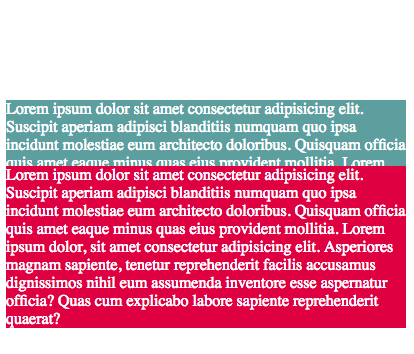 Lorem ipsum dolor sit amet consectetur adipisicing elit.
Suscipit aperiam adipisci blanditiis numquam quo ipsa
incidunt molestiae eum architecto doloribus. Quisquam officia
quis amet eaque minus quas eius provident mollitia. Lorem
Lorem ipsum dolor sit amet consectetur adipisicing elit.
Suscipit aperiam adipisci blanditiis numquam quo ipsa
incidunt molestiae eum architecto doloribus. Quisquam officia
quis amet eaque minus quas eius provident mollitia. Lorem
ipsum dolor, sit amet consectetur adipisicing elit. Asperiores
magnam sapiente, tenetur reprehenderit facilis accusamus
dignissimos nihil eum assumenda inventore esse aspernatur
officia? Quas cum explicabo labore sapiente reprehenderit
quaerat?